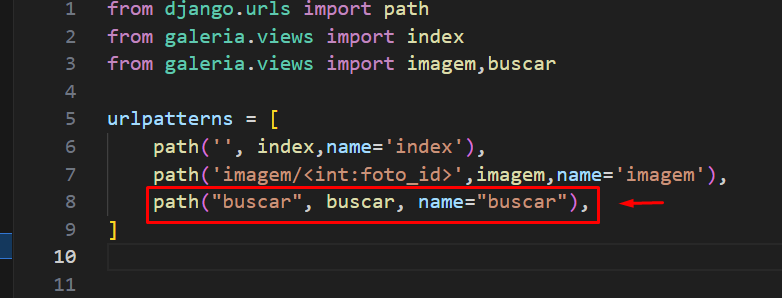 1 from django.urls import path
2 from galeria.views import index
3 from galeria.views import imagem,buscar
4
5 urlpatterns = [
6     path('', index,name='index'),
7     path('imagem/<int:foto_id>',imagem,name='imagem'),
8     path("buscar", buscar, name="buscar"),
9 ]
10
11